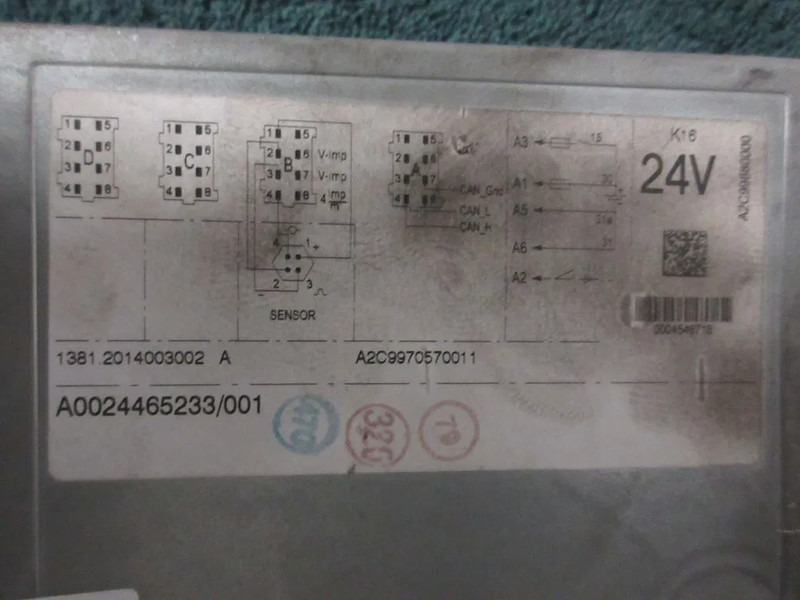 1 5
2 6
3 7
4 8
D
1 5
2 6
3 7
4 8
C
1 5
2 6
3 7
4 8
B
V-Imp
V-Imp
4 Imp/m
1 5
2 6
3 7
4 8
A
CAN_Gnd
CAN_L
CAN_H
A3 15
A1 30
A5 31a
A6 31
A2
K16
24V
4 1 +
- 2 3
SENSOR
1381.2014003002 A
A2C9970570011
A0024465233/001
470
320
79